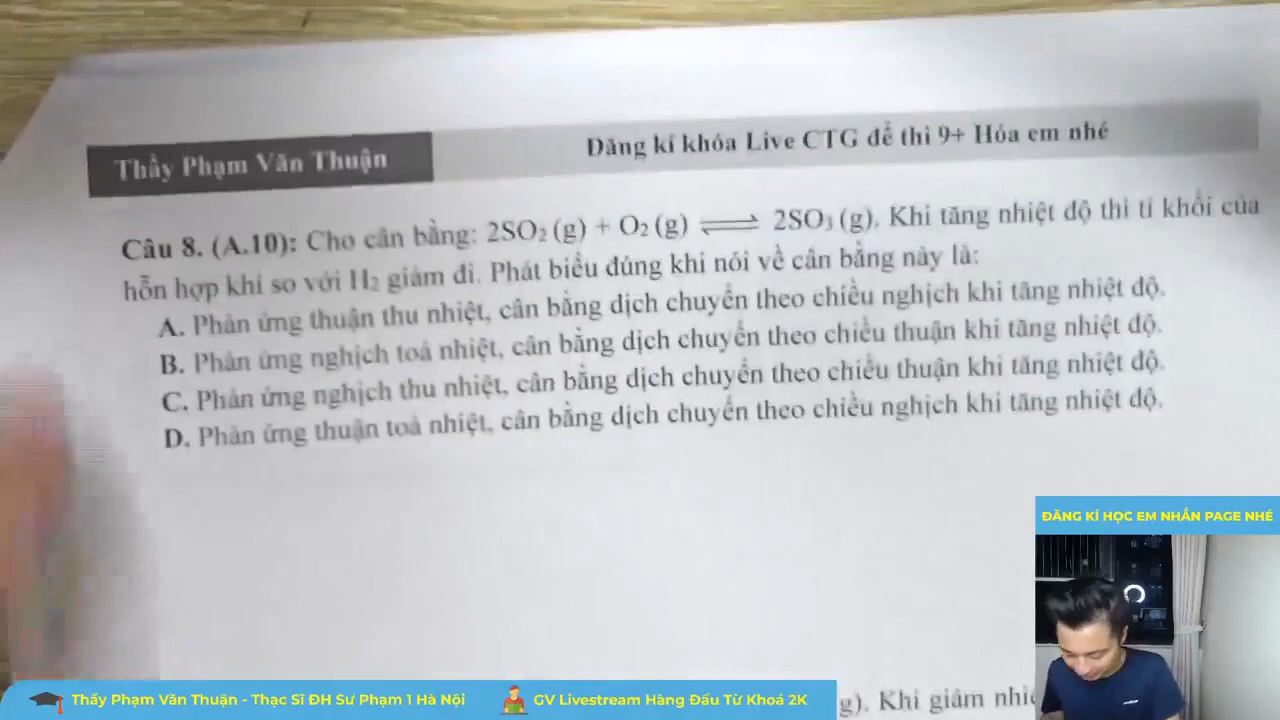 Thầy Phạm Văn Thuận
Đăng kí khóa Live CTG để thi 9+ Hóa em nhé
Câu 8. (A.10): Cho cân bằng: 2SO₂ (g) + O₂ (g) ⇌ 2SO₃ (g). Khi tăng nhiệt độ thì tỉ khối của
hỗn hợp khí so với H₂ giảm đi. Phát biểu đúng khi nói về cân bằng này là:
A. Phản ứng thuận thu nhiệt, cân bằng dịch chuyển theo chiều nghịch khi tăng nhiệt độ.
B. Phản ứng nghịch toả nhiệt, cân bằng dịch chuyển theo chiều thuận khi tăng nhiệt độ.
C. Phản ứng nghịch thu nhiệt, cân bằng dịch chuyển theo chiều thuận khi tăng nhiệt độ.
D. Phản ứng thuận toả nhiệt, cân bằng dịch chuyển theo chiều nghịch khi tăng nhiệt độ.
ĐĂNG KÍ HỌC EM NHẮN PAGE NHÉ
g). Khi giảm
Thầy Phạm Văn Thuận - Thạc Sĩ ĐH Sư Phạm 1 Hà Nội
GV Livestream Hàng Đầu Từ Khoá 2K